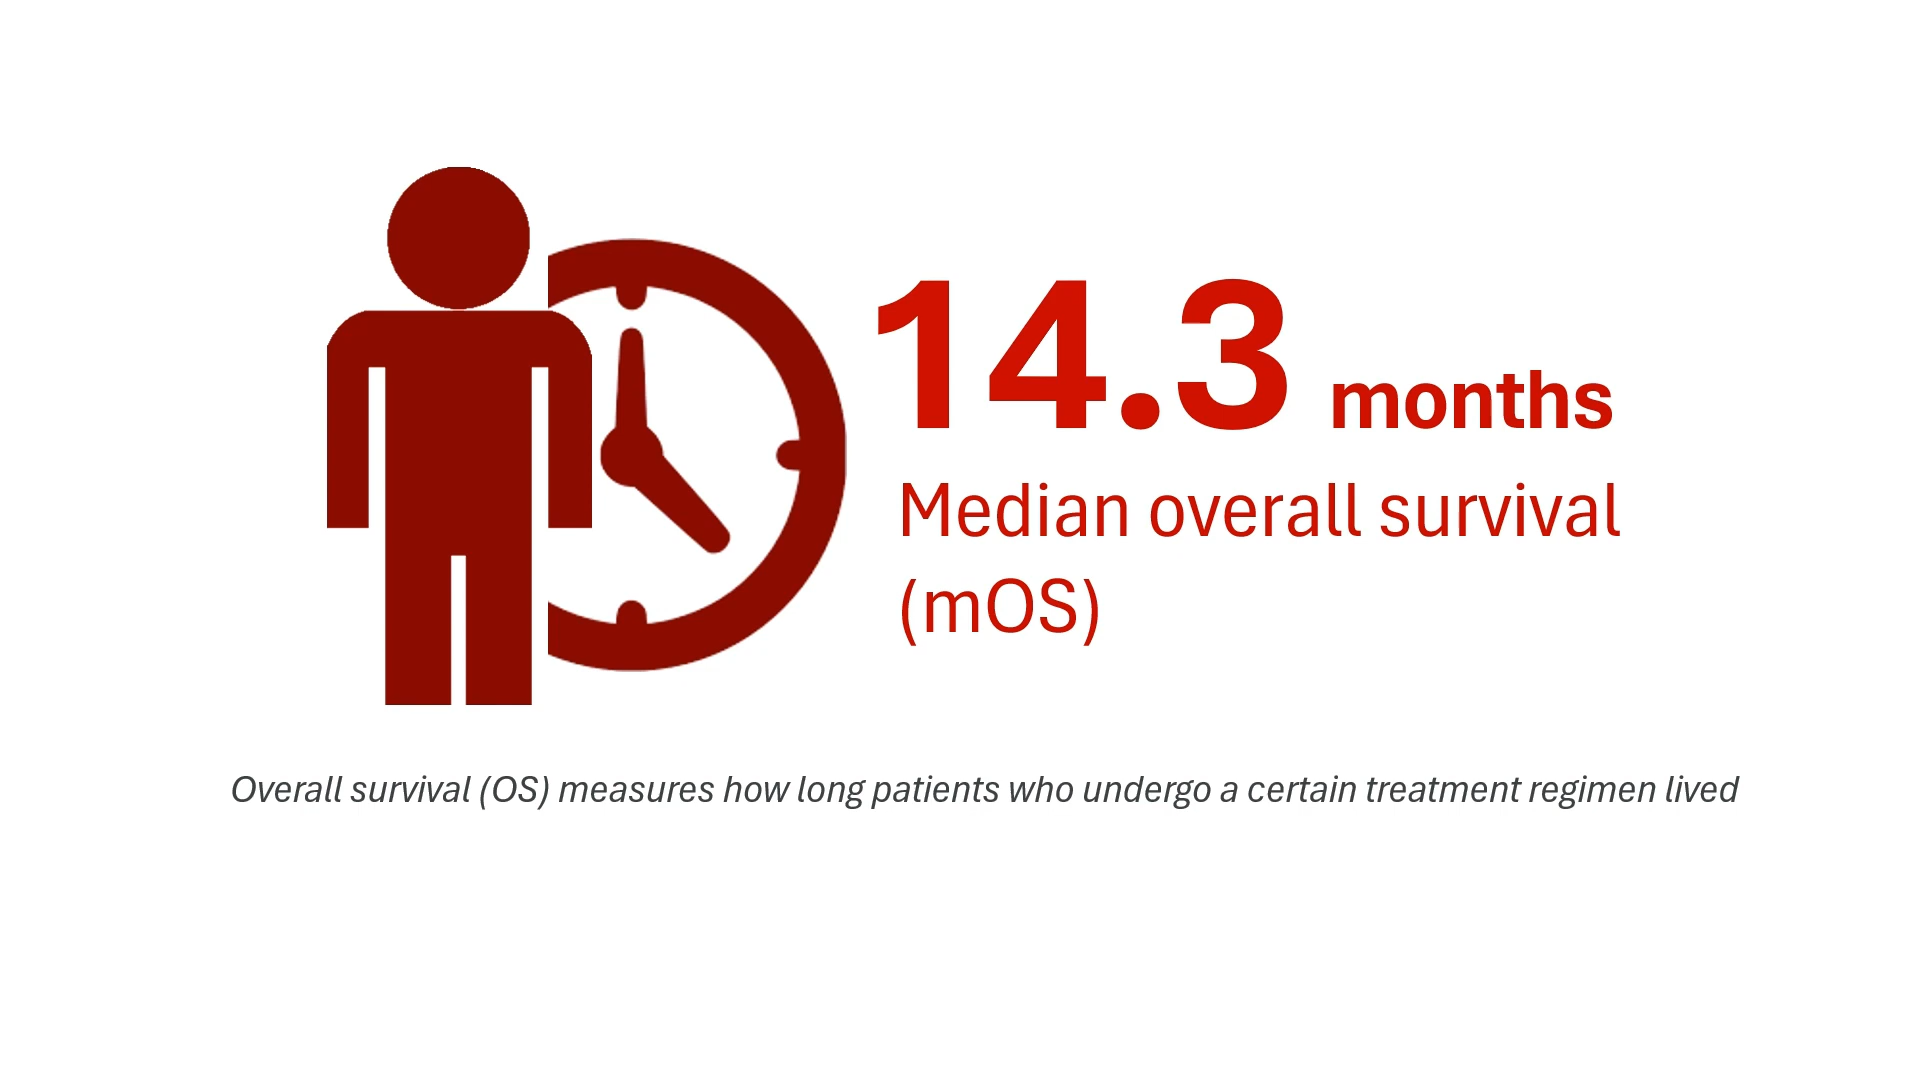 14.3 months
Median overall survival
(mOS)
Overall survival (OS) measures how long patients who undergo a certain treatment regimen lived